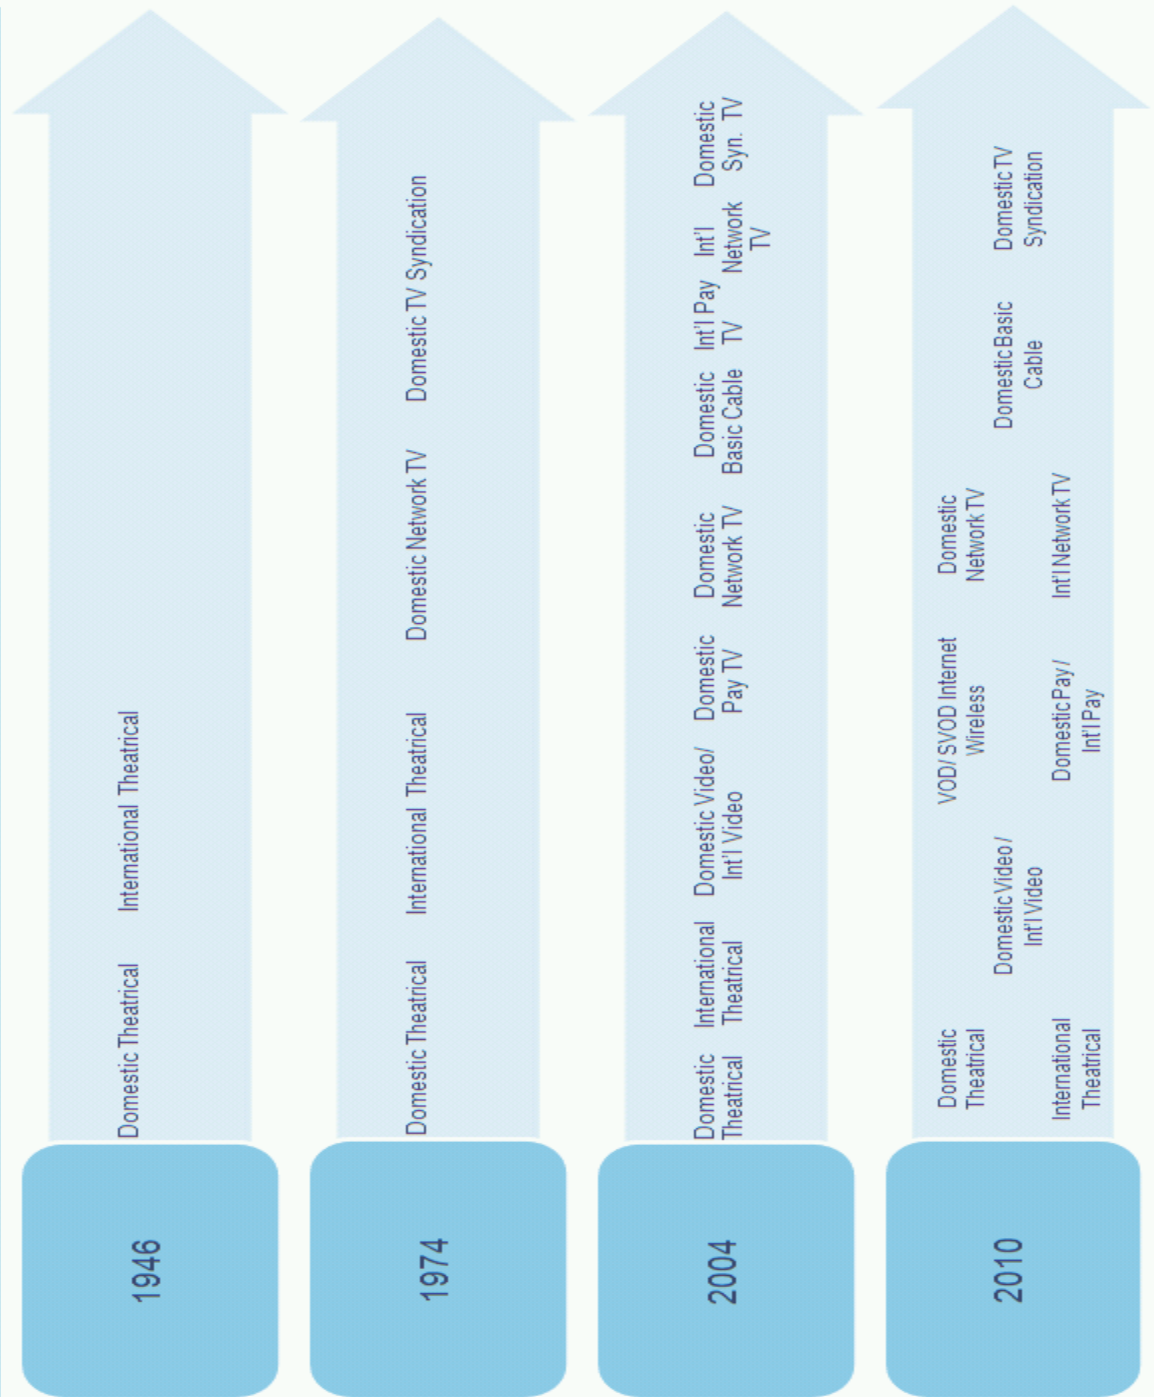 1946
Domestic Theatrical
International Theatrical
1974
Domestic Theatrical
International Theatrical
Domestic Network TV
Domestic TV Syndication
2004
Domestic
Theatrical
International
Theatrical
Domestic Video/
Int'l Video
Domestic
Pay TV
Domestic
Network TV
Domestic
Basic Cable
Int'l Pay
TV
Int'l
Network
TV
Domestic
Syn. TV
2010
Domestic
Theatrical
International
Theatrical
Domestic Video /
Int'l Video
VOD/ SVOD Internet
Wireless
Domestic Pay /
Int'l Pay
Domestic
Network TV
Int'l Network TV
Domestic Basic
Cable
Domestic TV
Syndication